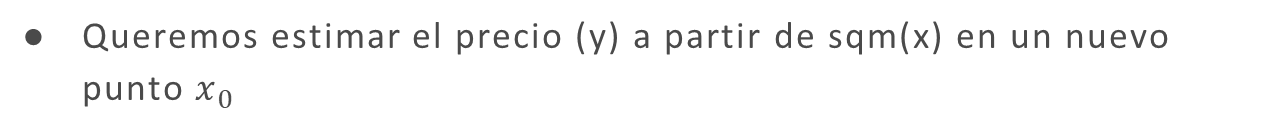 ● Queremos estimar el precio (y) a partir de sqm(x) en un nuevo
punto x₀